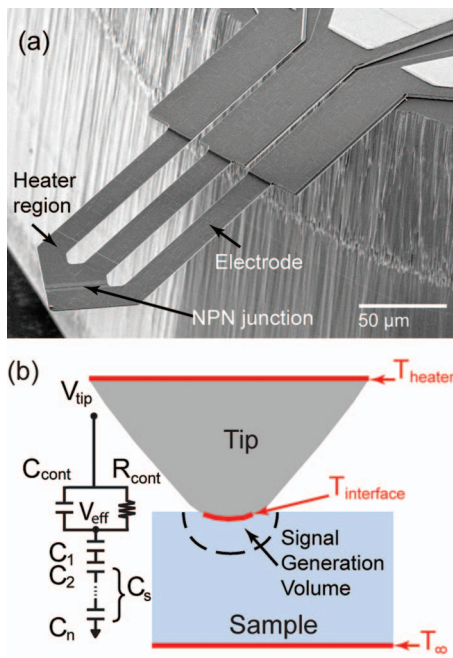 (a)
Heater
region
Electrode
NPN junction
50 μm
(b)
V_tip
T_heater
Tip
C_cont
R_cont
V_eff
T_interface
Signal
Generation
Volume
C_1
C_2
C_s
C_n
Sample
T_∞